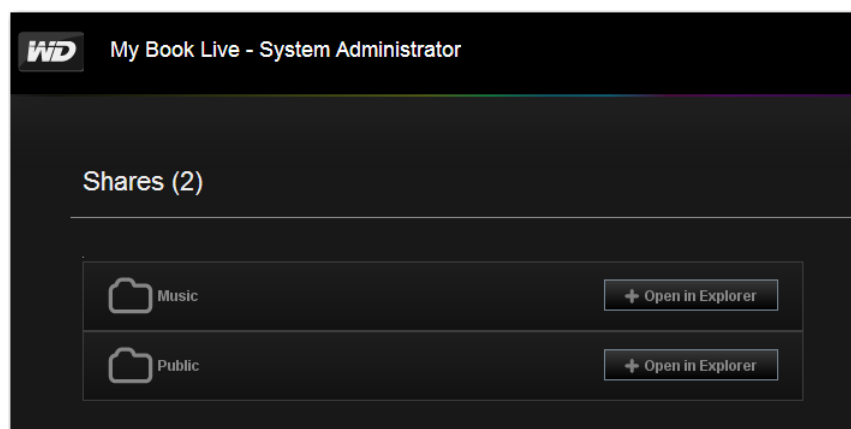 WD
My Book Live - System Administrator
Shares (2)
Music
+ Open in Explorer
Public
+ Open in Explorer